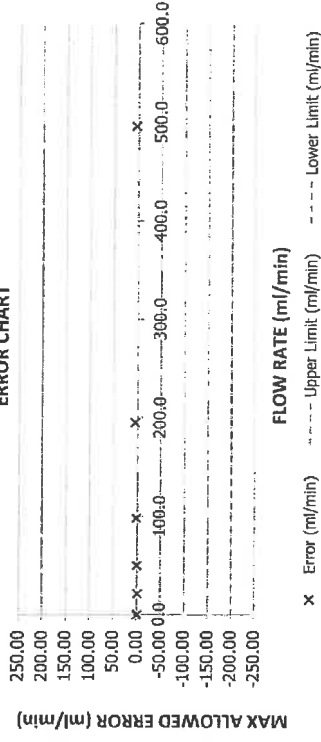 ERROR CHART
MAX ALLOWED ERROR (ml/min)
250.00
200.00
150.00
100.00
50.00
0.00
-50.00
-100.00
-150.00
-200.00
-250.00
0.0 100.0 200.0 300.0 400.0 500.0 600.0
FLOW RATE (ml/min)
× Error (ml/min) ---- Upper Limit (ml/min) ---- Lower Limit (ml/min)